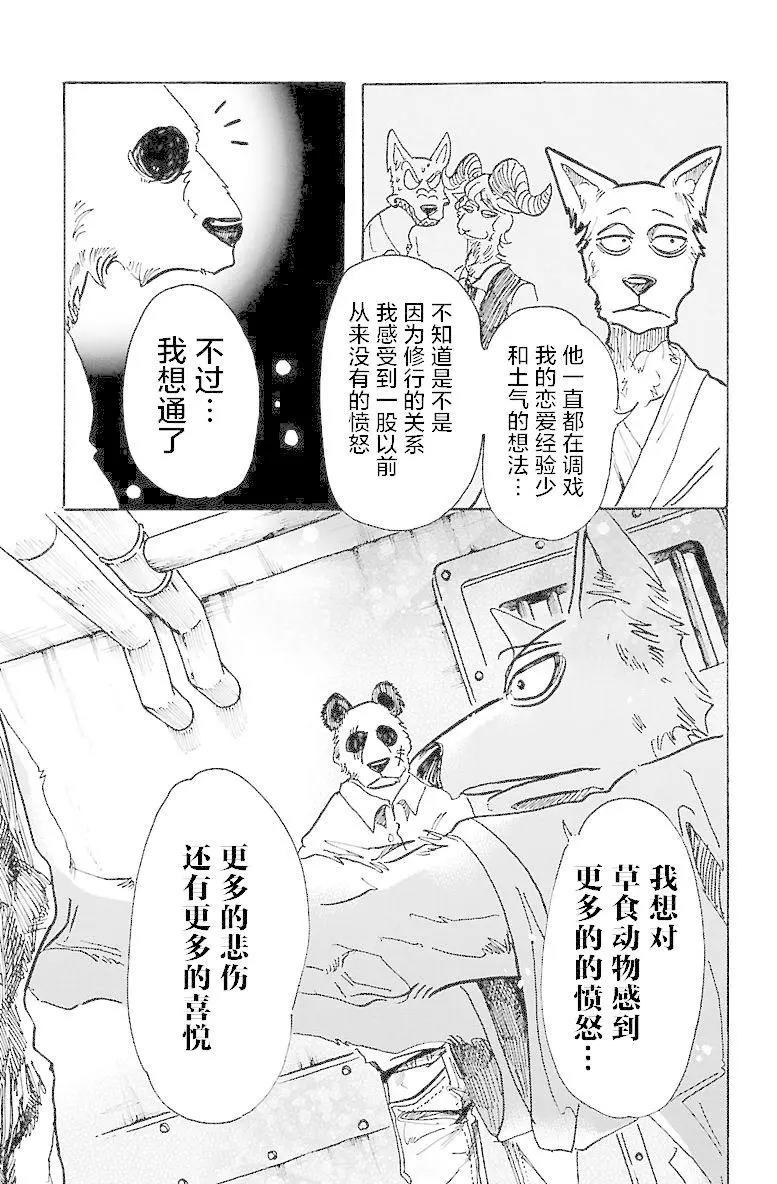 他一直都在调戏
我的恋爱经验少
和土气的想法…
不知道是不是
因为修行的关系
我感受到一股以前
从来没有的愤怒
不过…
我想通了
我想对
草食动物感到
更多的的愤怒…
更多的悲伤
还有更多的喜悦